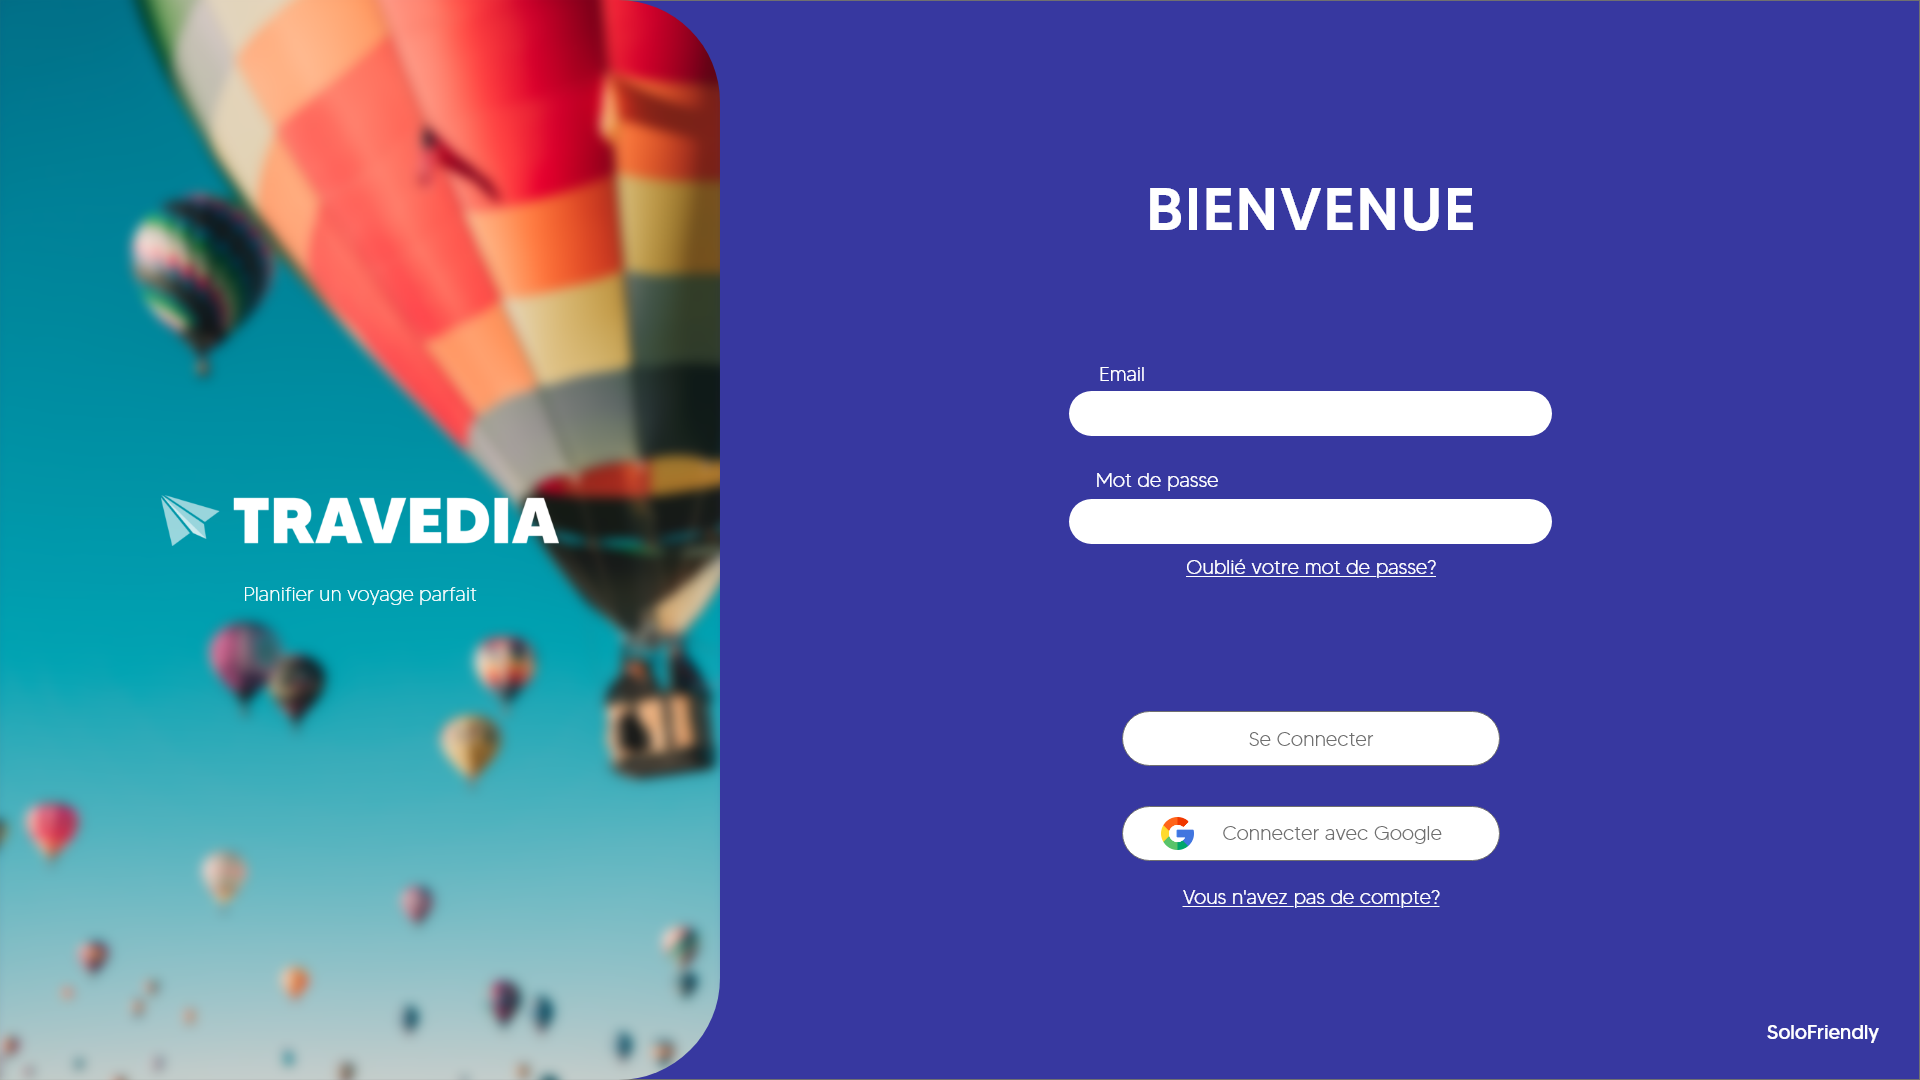 TRAVEDIA
Planifier un voyage parfait
BIENVENUE
Email
Mot de passe
Oublié votre mot de passe?
Se Connecter
Connecter avec Google
Vous n'avez pas de compte?
SoloFriendly